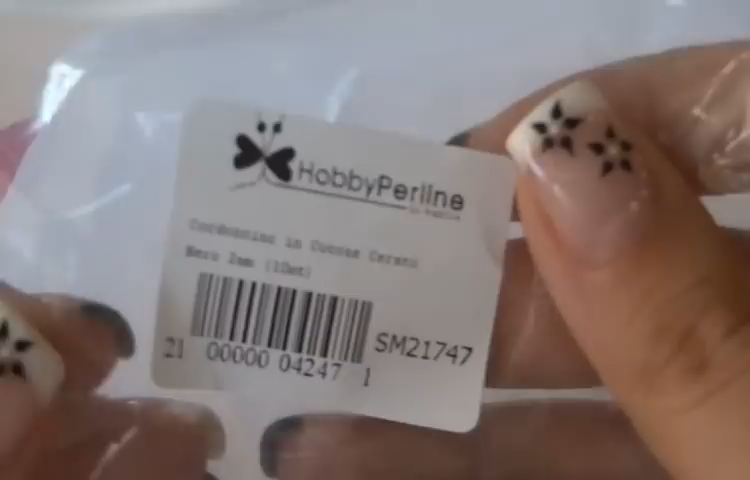 HobbyPerline
Cordoncino in Cotone Cerato
Nero 2mm (10mt)
SM21747
21 00000 04247 1